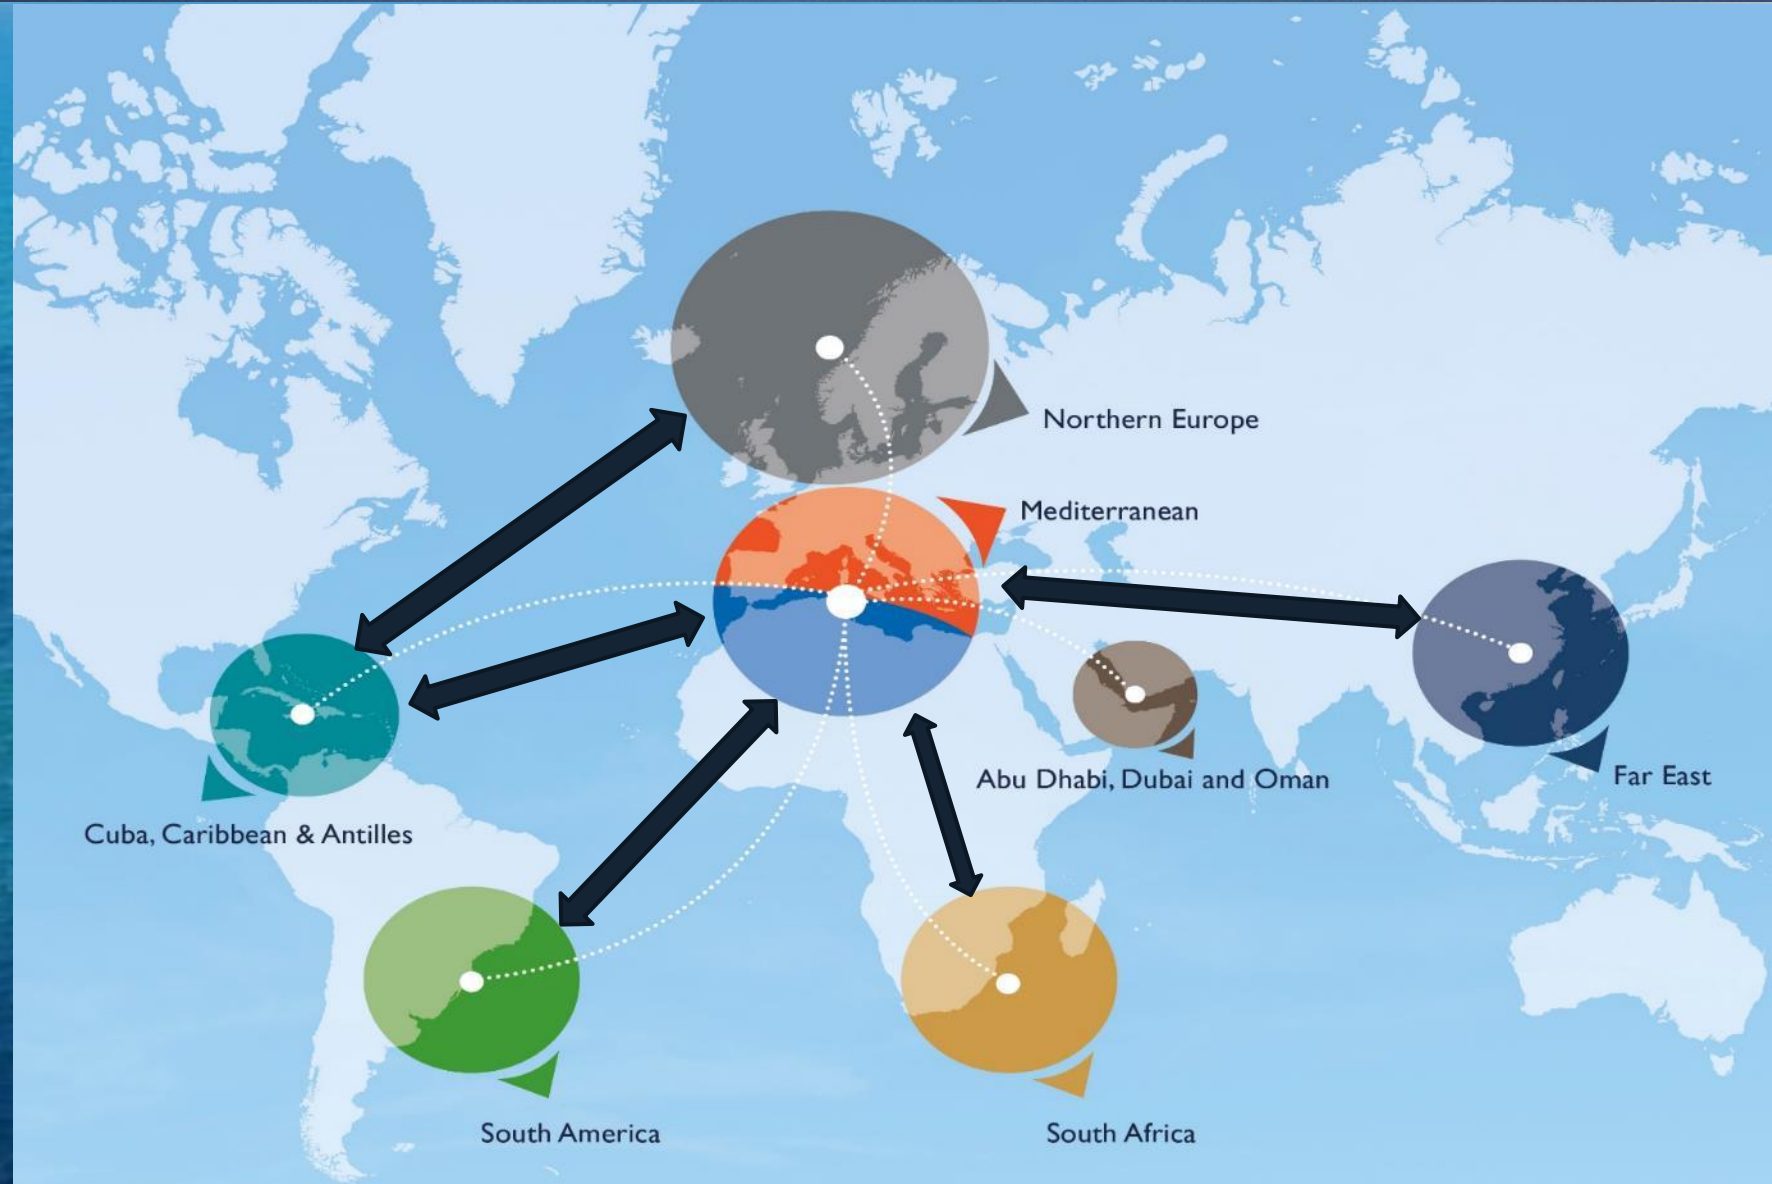 Northern Europe
Mediterranean
Abu Dhabi, Dubai and Oman
Far East
Cuba, Caribbean & Antilles
South America
South Africa